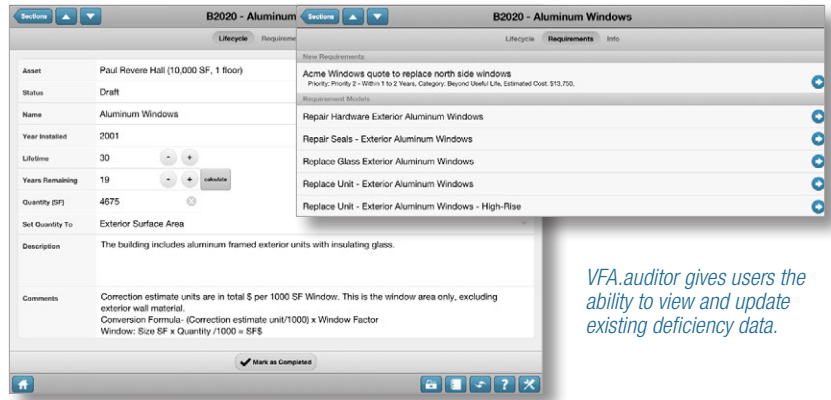 Sections
B2020 - Aluminum
Lifecycle
Requireme
Asset
Paul Revere Hall (10,000 SF, 1 floor)
Status
Draft
Name
Aluminum Windows
Year Installed
2001
Lifetime
30
- +
Years Remaining
19
- +
calculate
Quantity (SF)
4675
Set Quantity To
Exterior Surface Area
Description
The building includes aluminum framed exterior units with insulating glass.
Comments
Correction estimate units are in total $ per 1000 SF Window. This is the window area only, excluding
exterior wall material.
Conversion Formula- (Correction estimate unit/1000) x Window Factor
Window: Size SF x Quantity /1000 = SF$
Mark as Completed
?
Sections
B2020 - Aluminum Windows
Lifecycle
Requirements
Info
New Requirements
Acme Windows quote to replace north side windows
Priority: Priority 2 - Within 1 to 2 Years, Category: Beyond Useful Life, Estimated Cost: $13,750,
Requirement Models
Repair Hardware Exterior Aluminum Windows
Repair Seals - Exterior Aluminum Windows
Replace Glass Exterior Aluminum Windows
Replace Unit - Exterior Aluminum Windows
Replace Unit - Exterior Aluminum Windows - High-Rise
VFA.auditor gives users the
ability to view and update
existing deficiency data.